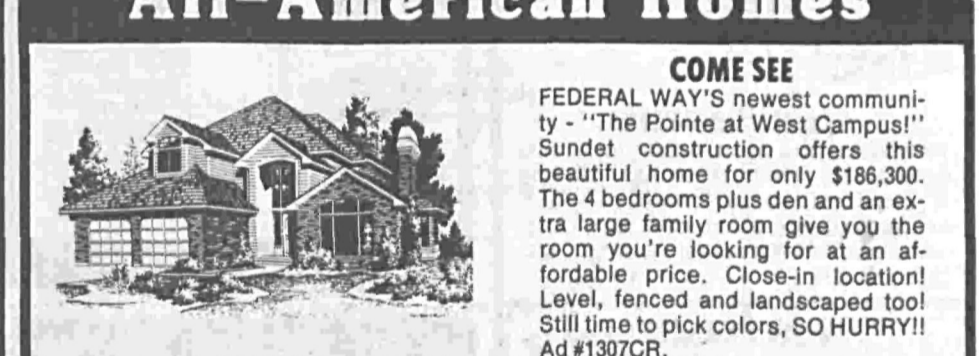 All-American Homes
COME SEE
FEDERAL WAY'S newest communi-
ty - "The Pointe at West Campus!"
Sundet construction offers this
beautiful home for only $186,300.
The 4 bedrooms plus den and an ex-
tra large family room give you the
room you're looking for at an af-
fordable price. Close-in location!
Level, fenced and landscaped too!
Still time to pick colors, SO HURRY!!
Ad #1307CR.